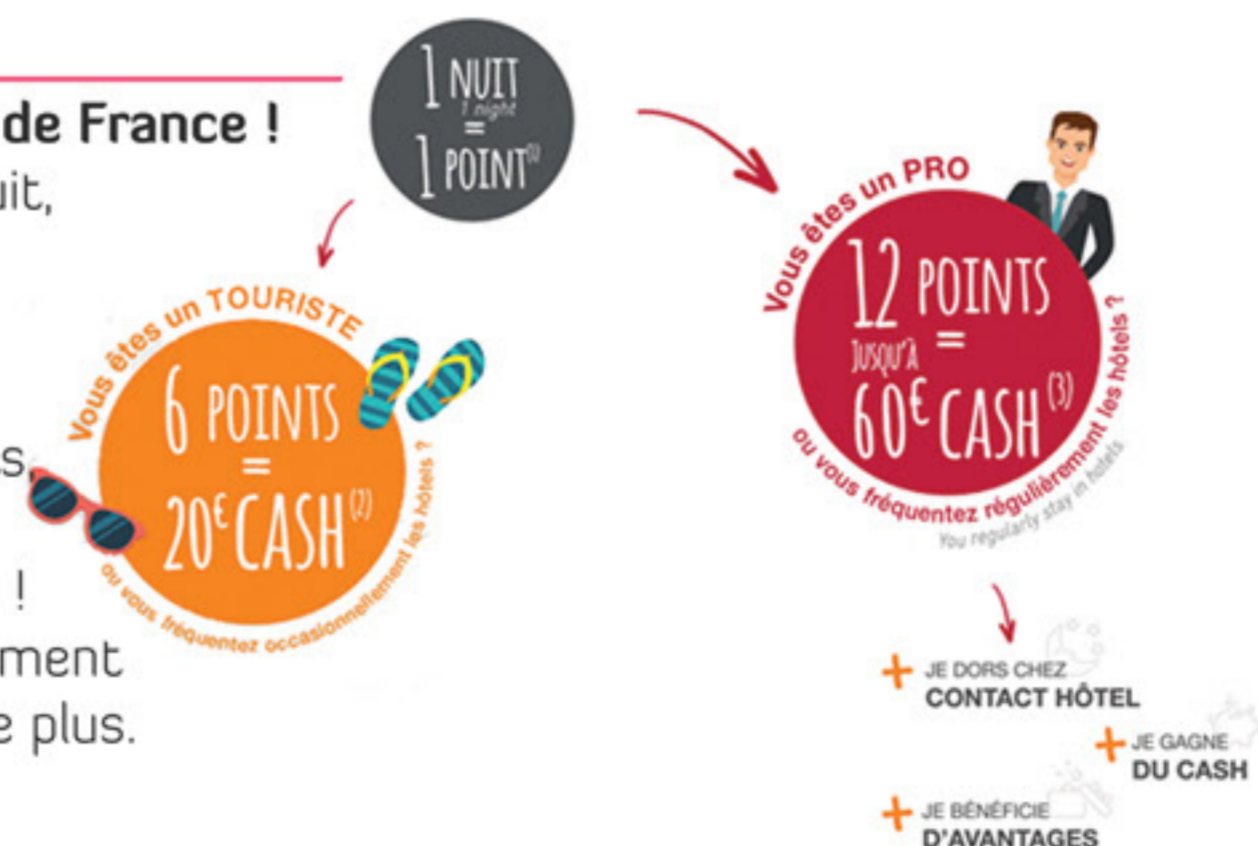 de France !
uit,
s,
!
ment
e plus.
1 NUIT
1 night
=
1 POINT(1)
Vous êtes un TOURISTE
6 POINTS
=
20€ CASH(2)
ou vous fréquentez occasionnellement les hôtels ?
Vous êtes un PRO
12 POINTS
JUSQU'À =
60€ CASH(3)
ou vous fréquentez régulièrement les hôtels ?
You regularly stay in hotels
+ JE DORS CHEZ
CONTACT HÔTEL
+ JE GAGNE
DU CASH
+ JE BÉNÉFICIE
D'AVANTAGES